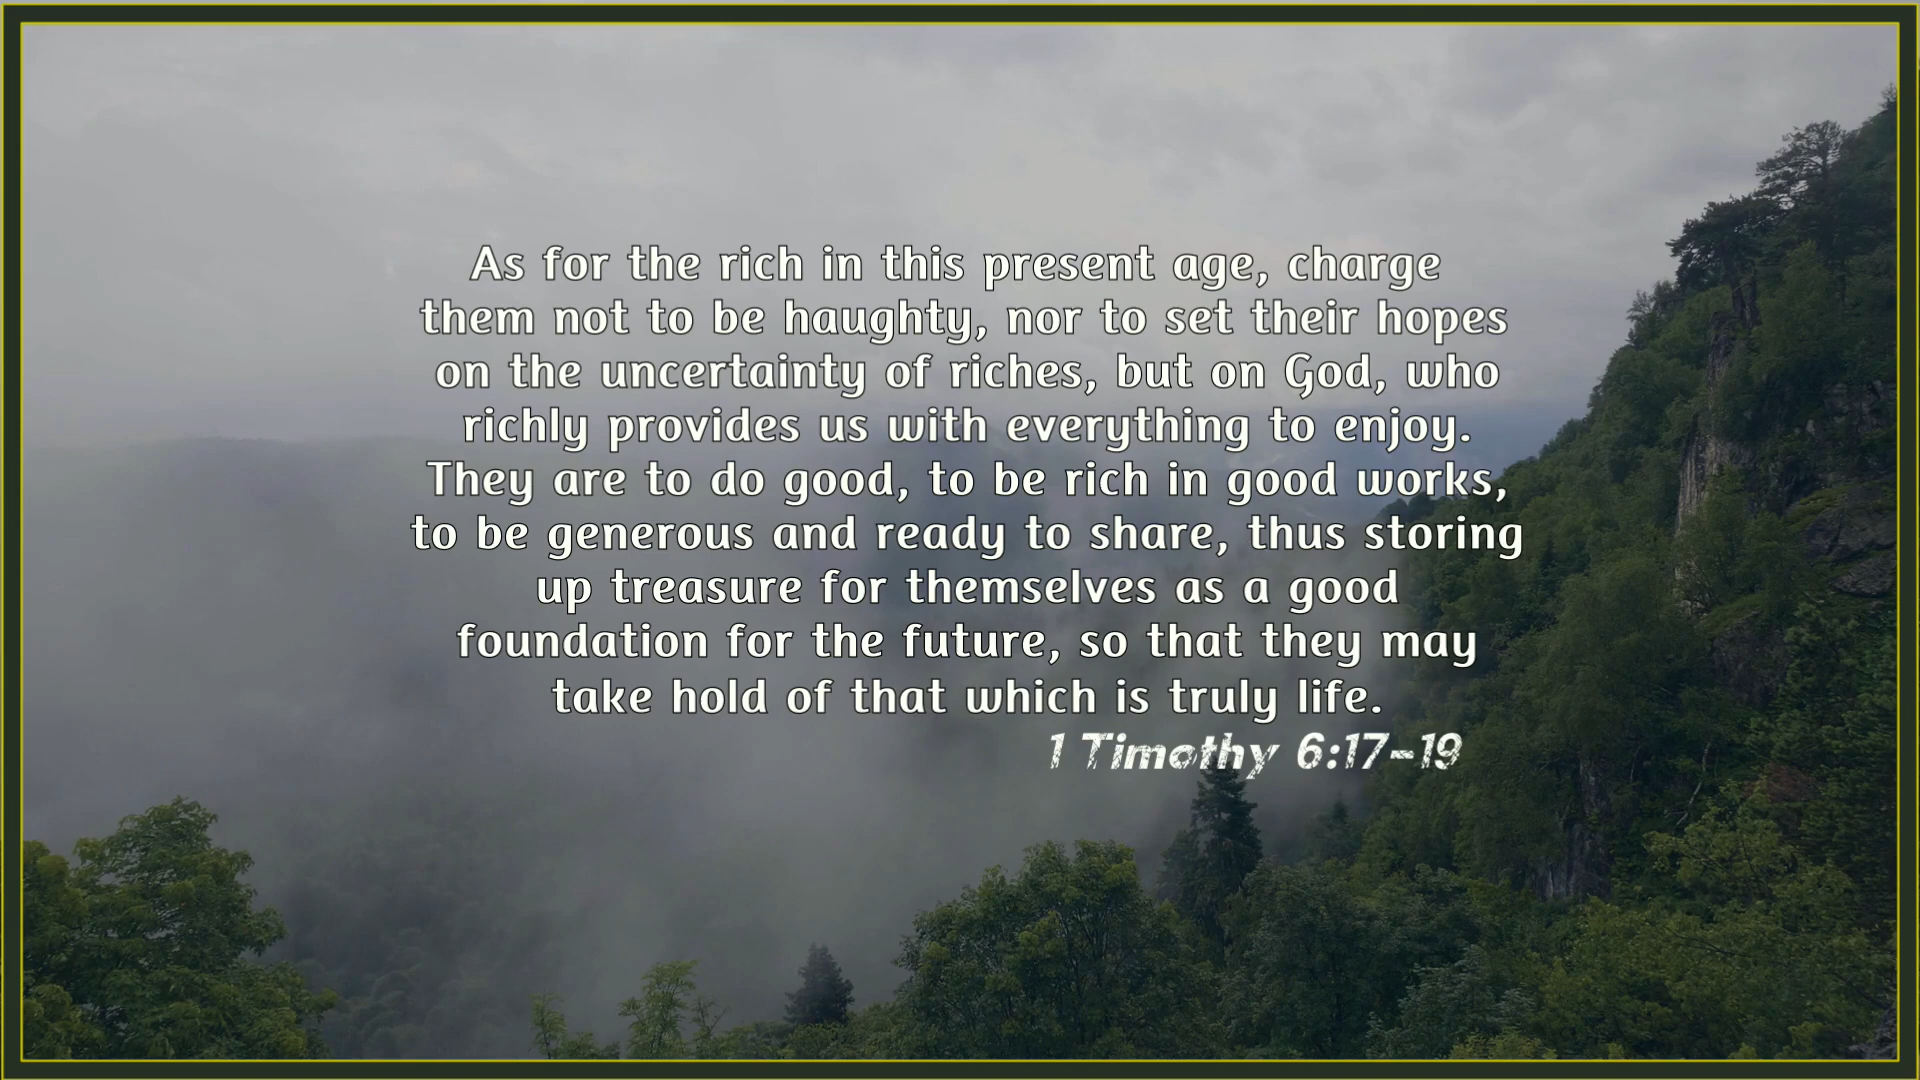 As for the rich in this present age, charge
them not to be haughty, nor to set their hopes
on the uncertainty of riches, but on God, who
richly provides us with everything to enjoy.
They are to do good, to be rich in good works,
to be generous and ready to share, thus storing
up treasure for themselves as a good
foundation for the future, so that they may
take hold of that which is truly life.
1 Timothy 6:17-19